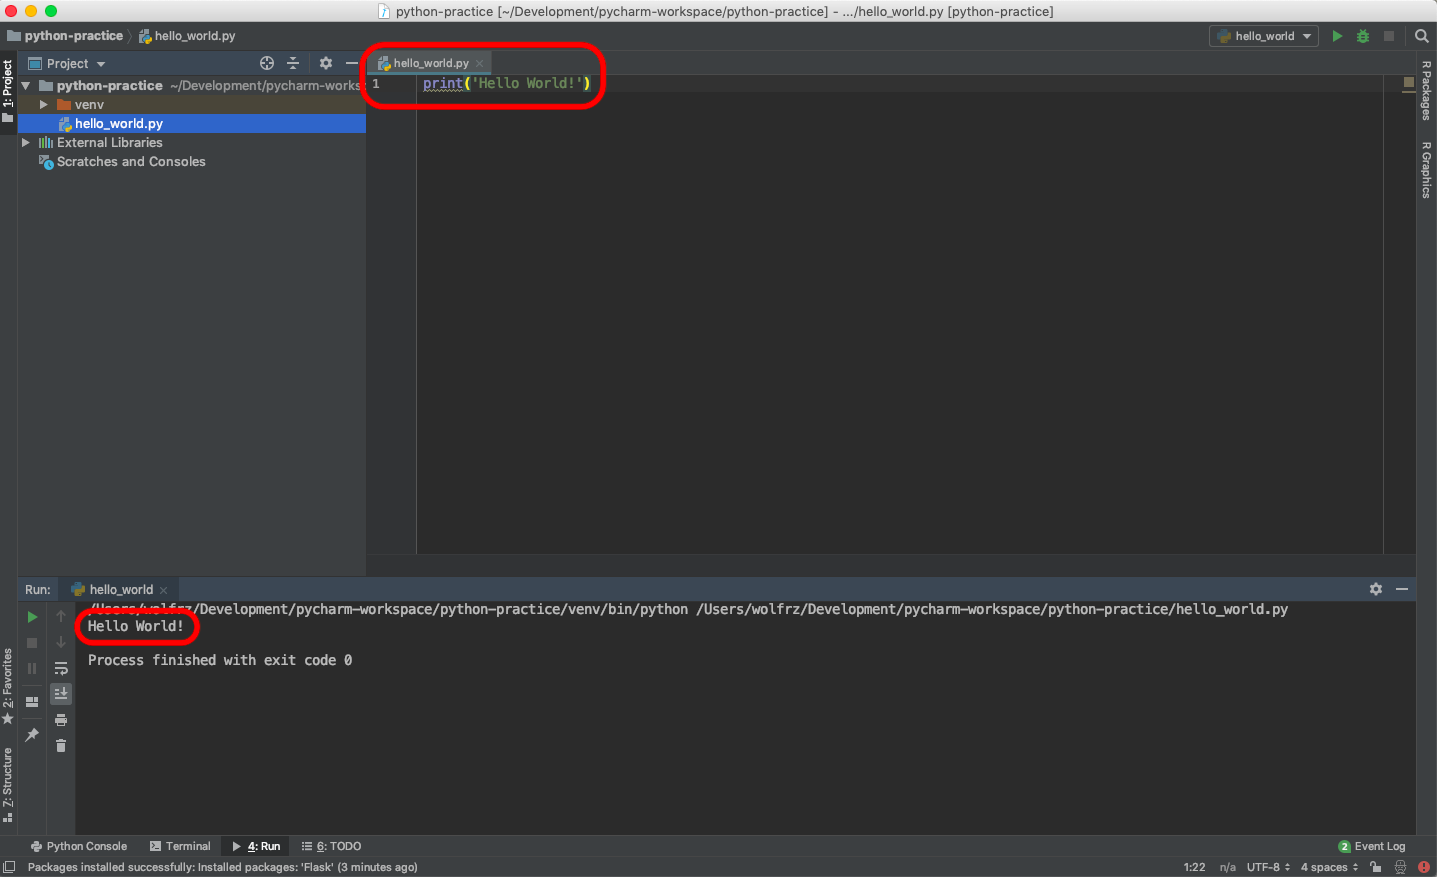 python-practice [~/Development/pycharm-workspace/python-practice] - .../hello_world.py [python-practice]
python-practice hello_world.py
hello_world
1: Project
Project
hello_world.py
python-practice ~/Development/pycharm-works
venv
hello_world.py
External Libraries
Scratches and Consoles
1 print('Hello World!')
R Packages
R Graphics
Run: hello_world
/Users/wolfrz/Development/pycharm-workspace/python-practice/venv/bin/python /Users/wolfrz/Development/pycharm-workspace/python-practice/hello_world.py
Hello World!
Process finished with exit code 0
2: Favorites
7: Structure
Python Console Terminal 4: Run 6: TODO
2 Event Log
Packages installed successfully: Installed packages: 'Flask' (3 minutes ago)
1:22 n/a UTF-8 4 spaces